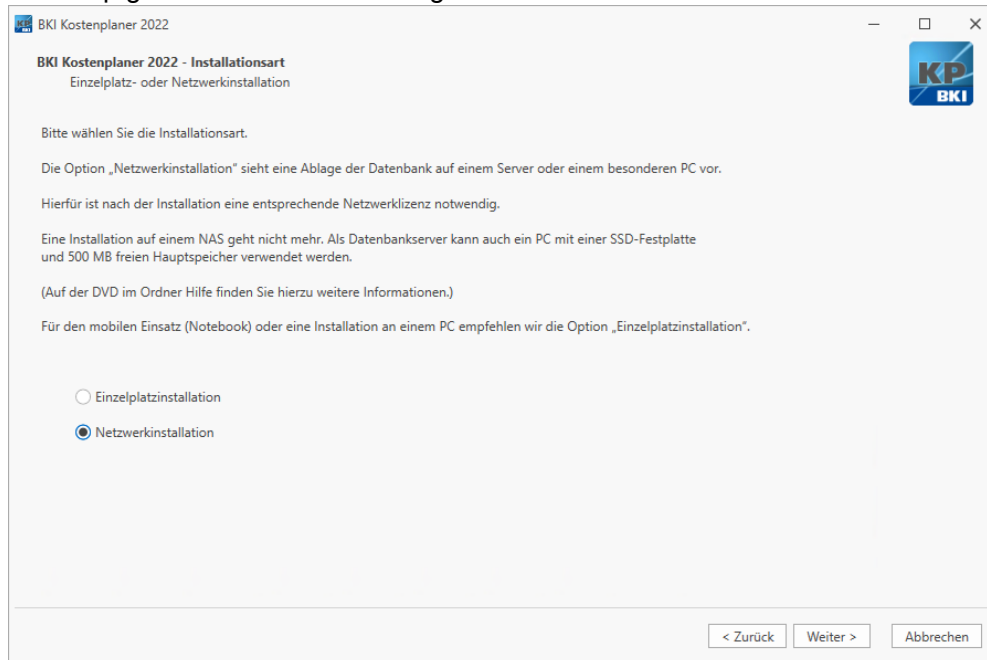 BKI Kostenplaner 2022
BKI Kostenplaner 2022 - Installationsart
Einzelplatz- oder Netzwerkinstallation
KP
BKI
Bitte wählen Sie die Installationsart.
Die Option „Netzwerkinstallation" sieht eine Ablage der Datenbank auf einem Server oder einem besonderen PC vor.
Hierfür ist nach der Installation eine entsprechende Netzwerklizenz notwendig.
Eine Installation auf einem NAS geht nicht mehr. Als Datenbankserver kann auch ein PC mit einer SSD-Festplatte
und 500 MB freien Hauptspeicher verwendet werden.
(Auf der DVD im Ordner Hilfe finden Sie hierzu weitere Informationen.)
Für den mobilen Einsatz (Notebook) oder eine Installation an einem PC empfehlen wir die Option „Einzelplatzinstallation".
Einzelplatzinstallation
Netzwerkinstallation
< Zurück Weiter > Abbrechen